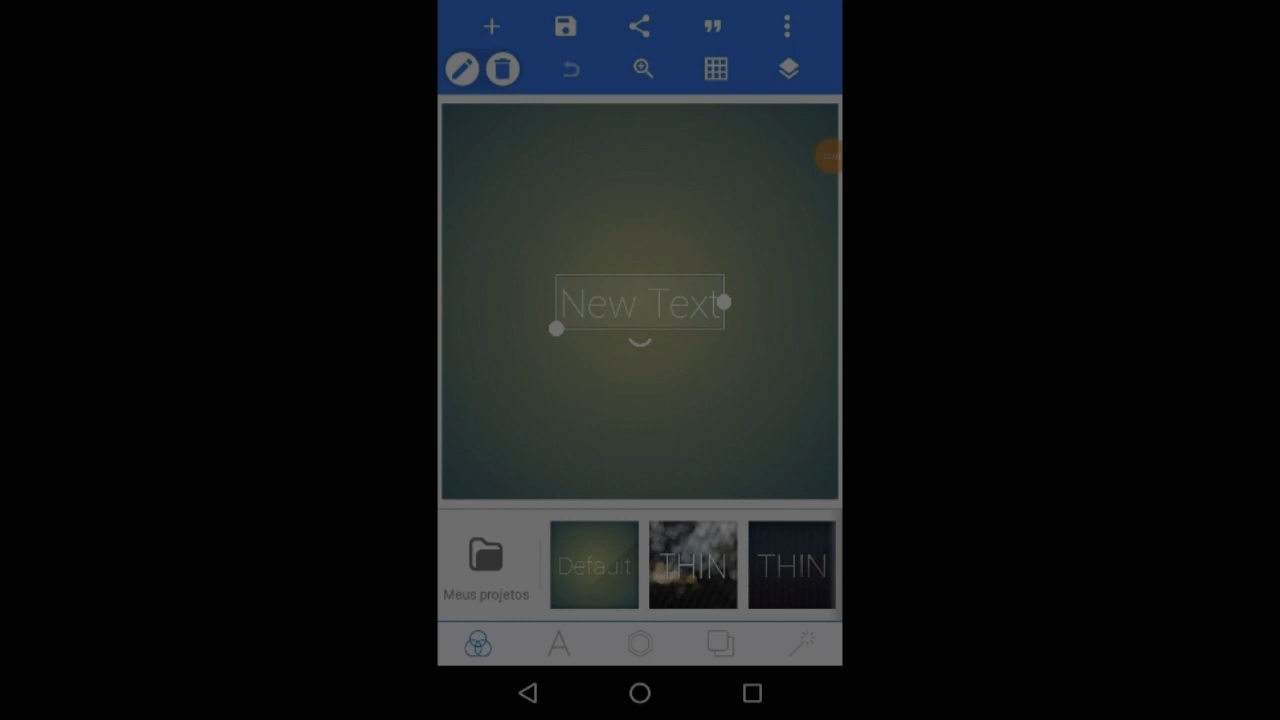 New Text
Meus projetos
Default
THIN
THIN